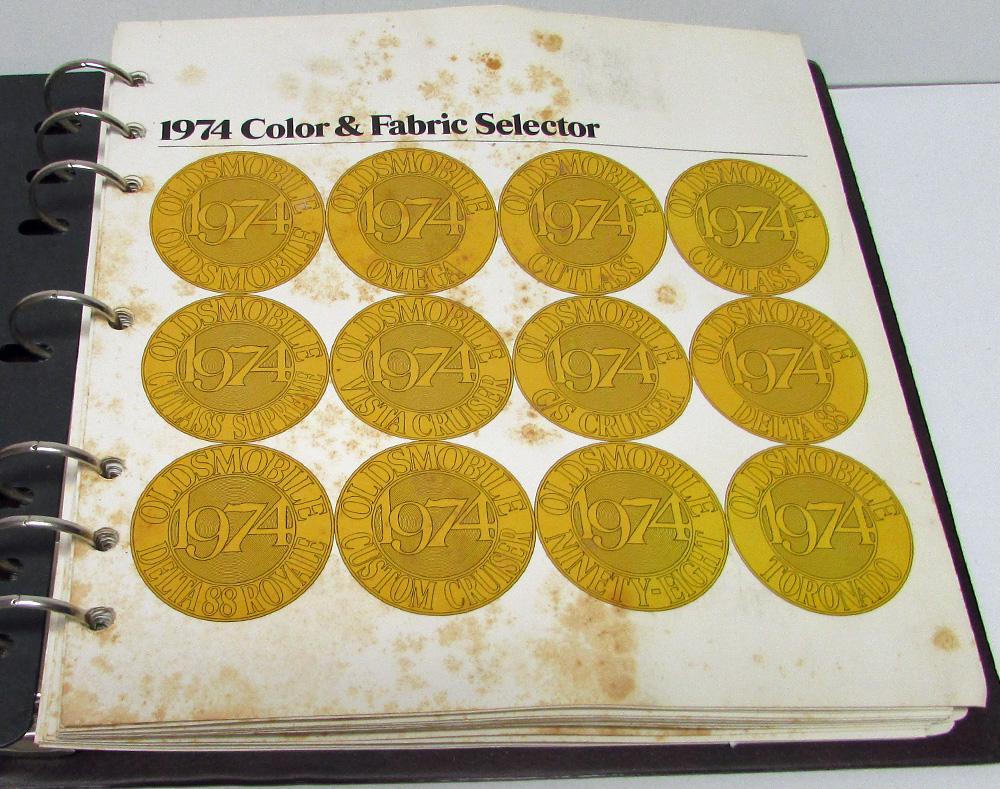 1974 Color & Fabric Selector
OLDSMOBILE
1974
OLDSMOBILE
OLDSMOBILE
1974
OMEGA
OLDSMOBILE
1974
CUTLASS
OLDSMOBILE
1974
CUTLASS S
OLDSMOBILE
1974
CUTLASS SUPREME
OLDSMOBILE
1974
VISTA CRUISER
OLDSMOBILE
1974
C/S CRUISER
OLDSMOBILE
1974
DELTA 88
OLDSMOBILE
1974
DELTA 88 ROYALE
OLDSMOBILE
1974
CUSTOM CRUISER
OLDSMOBILE
1974
NINETY-EIGHT
OLDSMOBILE
1974
TORONADO